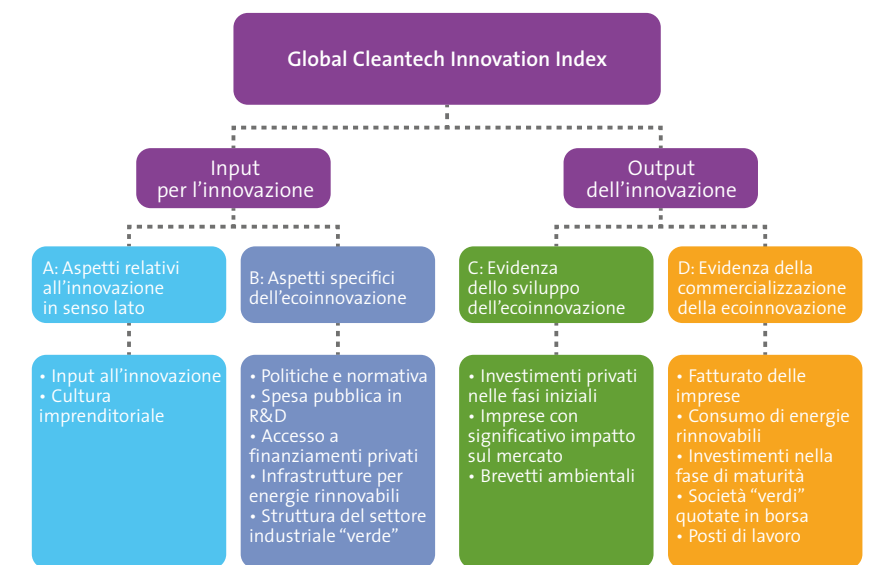 Global Cleantech Innovation Index
Input
per l’innovazione
Output
dell’innovazione
A: Aspetti relativi
all’innovazione
in senso lato
B: Aspetti specifici
dell’ecoinnovazione
C: Evidenza
dello sviluppo
dell’ecoinnovazione
D: Evidenza della
commercializzazione
della ecoinnovazione
• Input all’innovazione
• Cultura
imprenditoriale
• Politiche e normativa
• Spesa pubblica in
R&D
• Accesso a
finanziamenti privati
• Infrastrutture per
energie rinnovabili
• Struttura del settore
industriale “verde”
• Investimenti privati
nelle fasi iniziali
• Imprese con
significativo impatto
sul mercato
• Brevetti ambientali
• Fatturato delle
imprese
• Consumo di energie
rinnovabili
• Investimenti nella
fase di maturità
• Società “verdi”
quotate in borsa
• Posti di lavoro